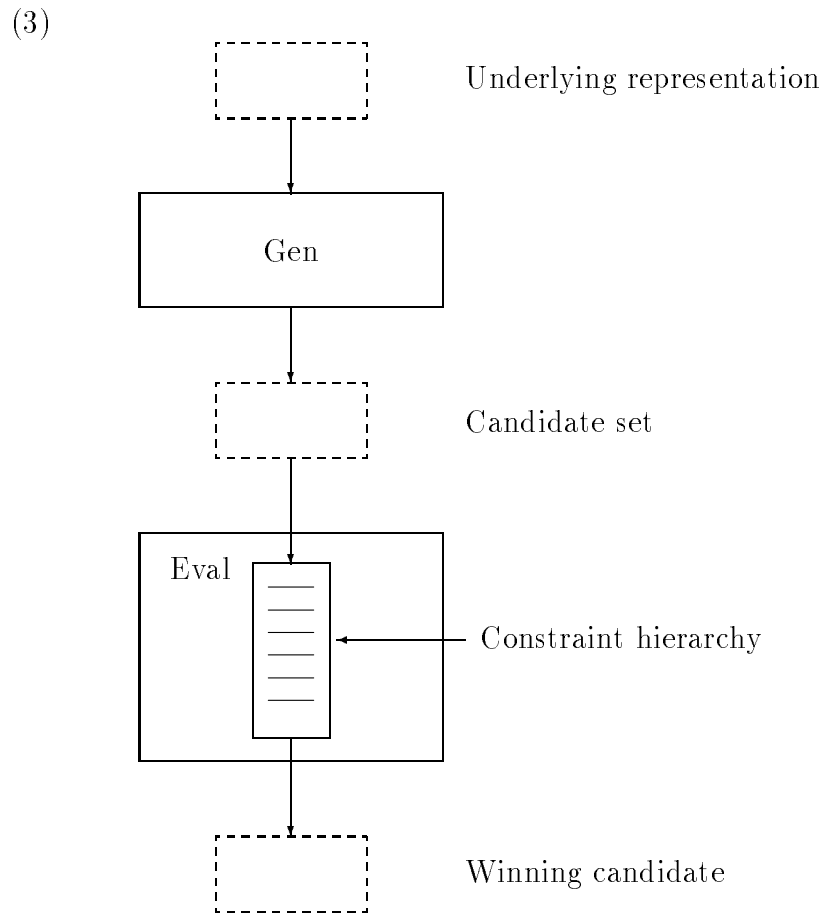 (3)
Underlying representation
Gen
Candidate set
Eval
Constraint hierarchy
Winning candidate